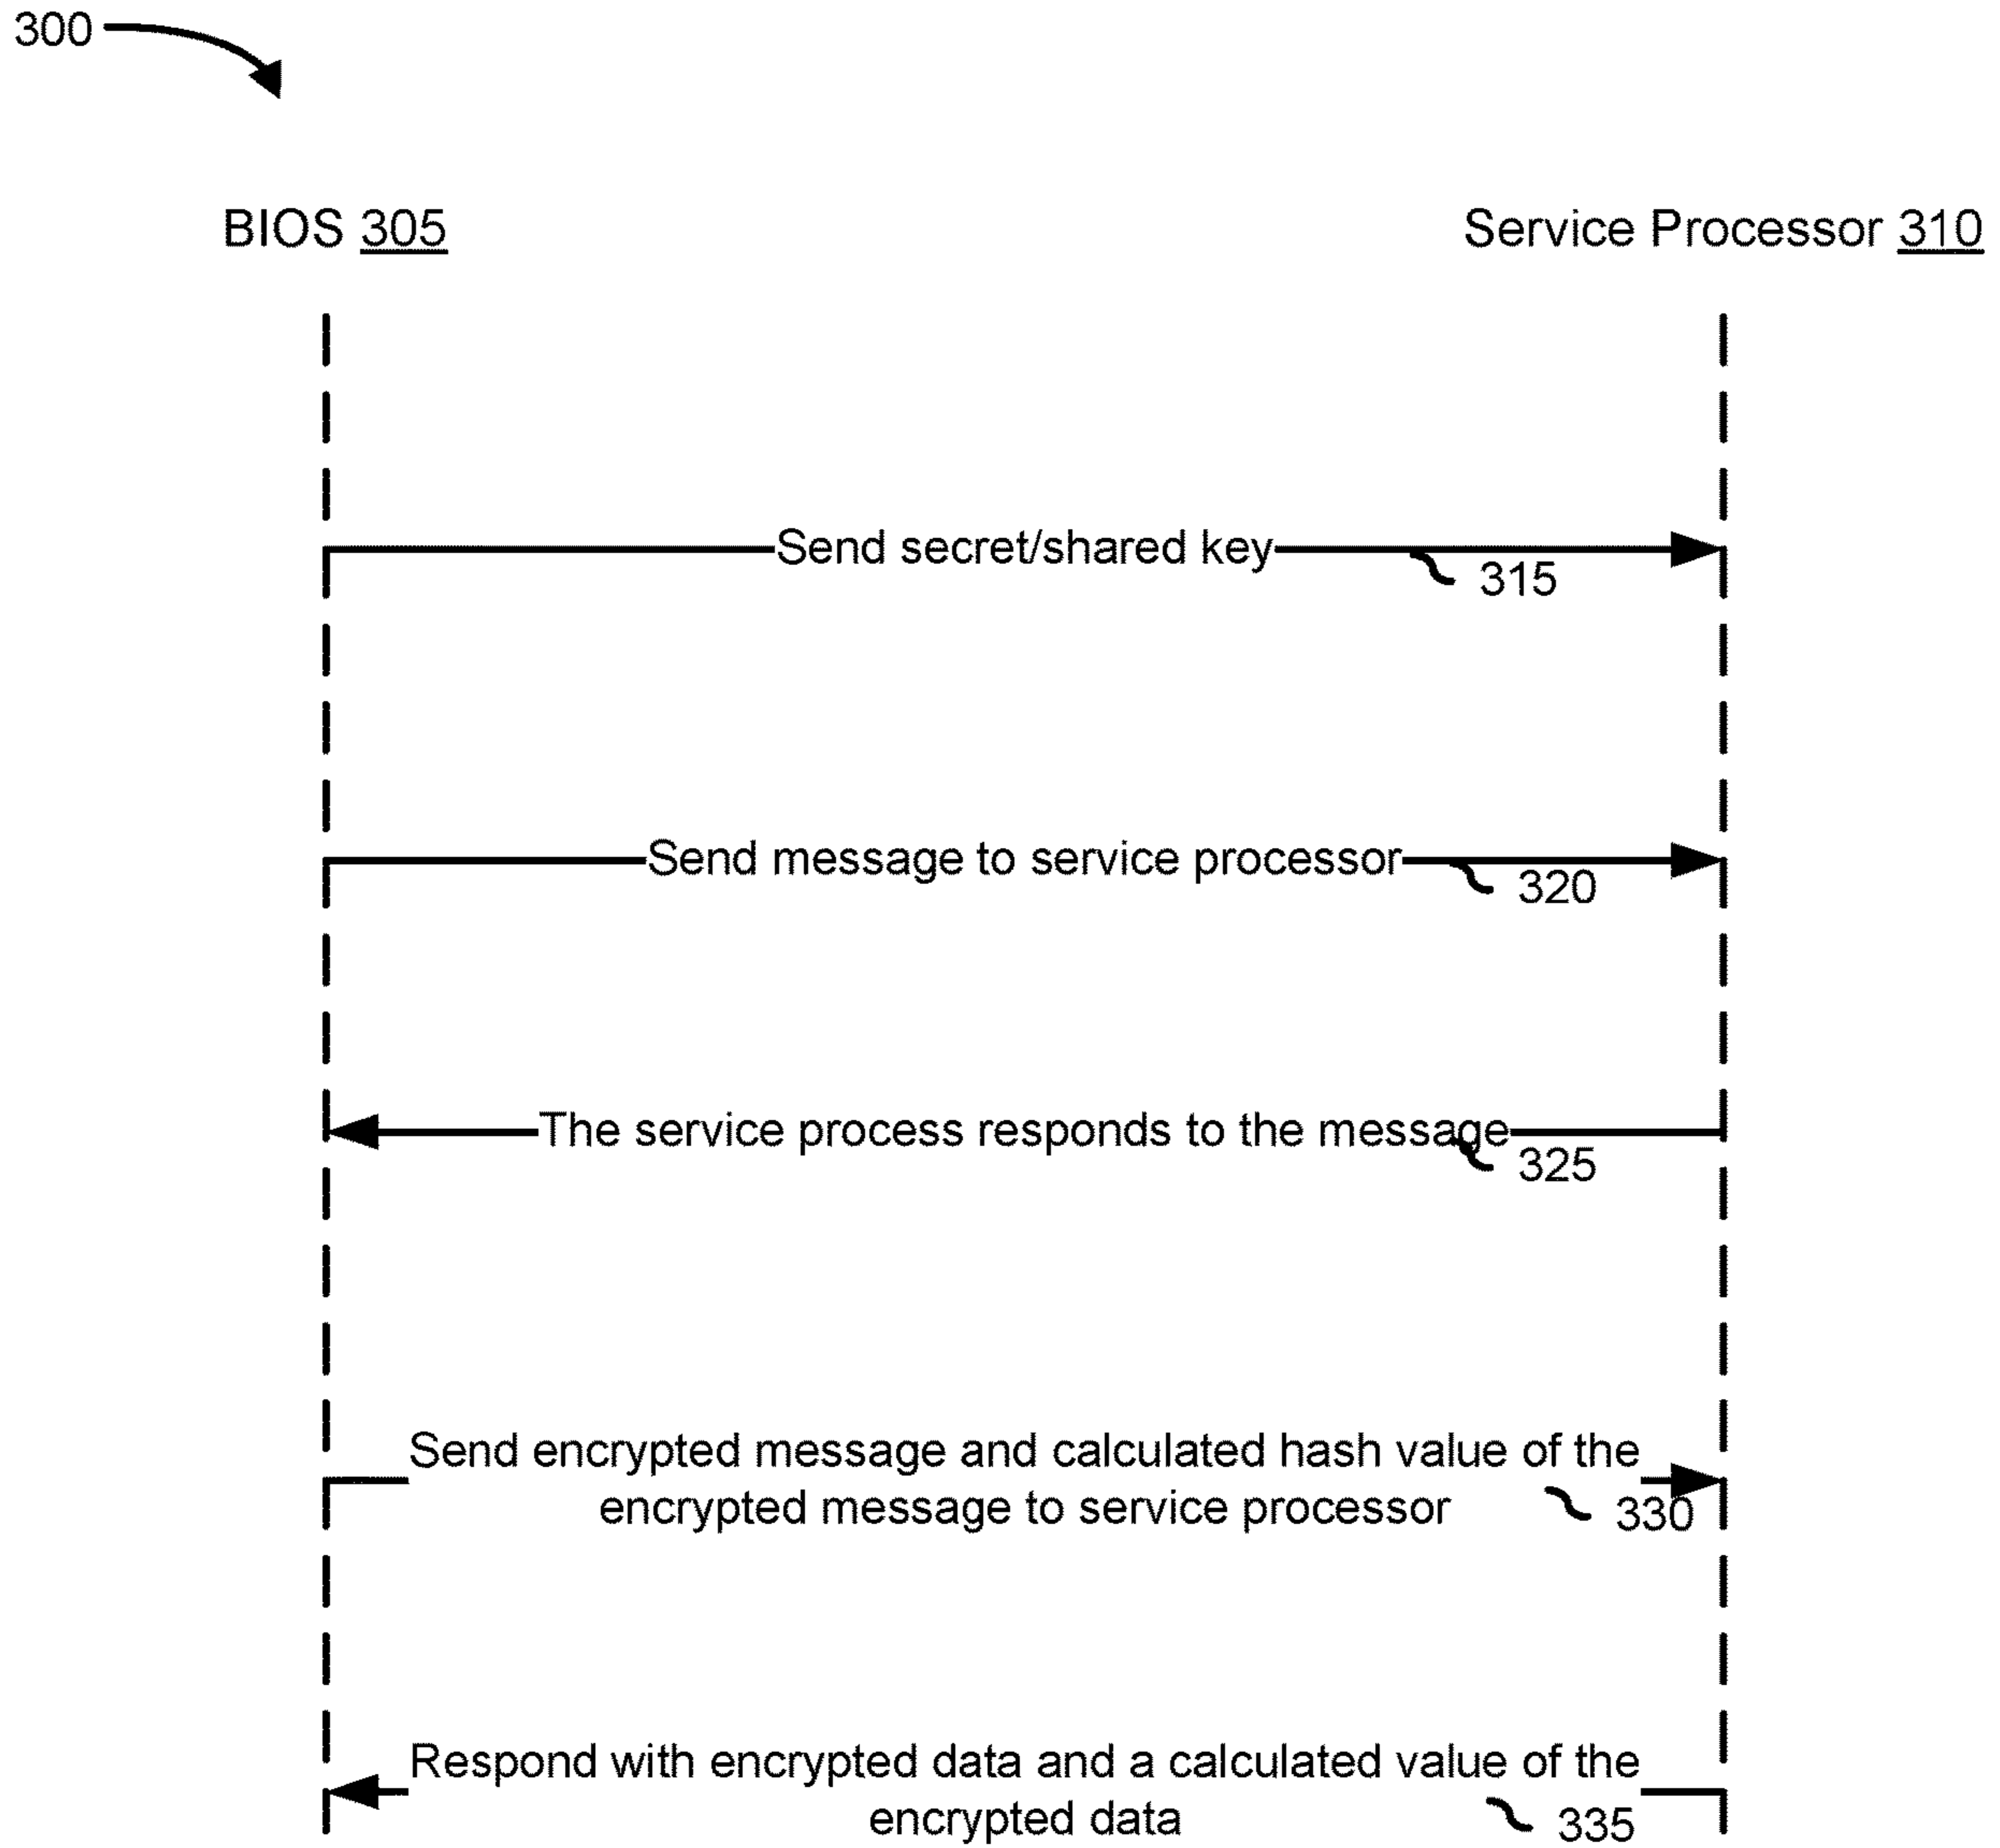 300
BIOS 305
Service Processor 310
Send secret/shared key
315
Send message to service processor
320
The service process responds to the message
325
Send encrypted message and calculated hash value of the
encrypted message to service processor
330
Respond with encrypted data and a calculated value of the
encrypted data
335